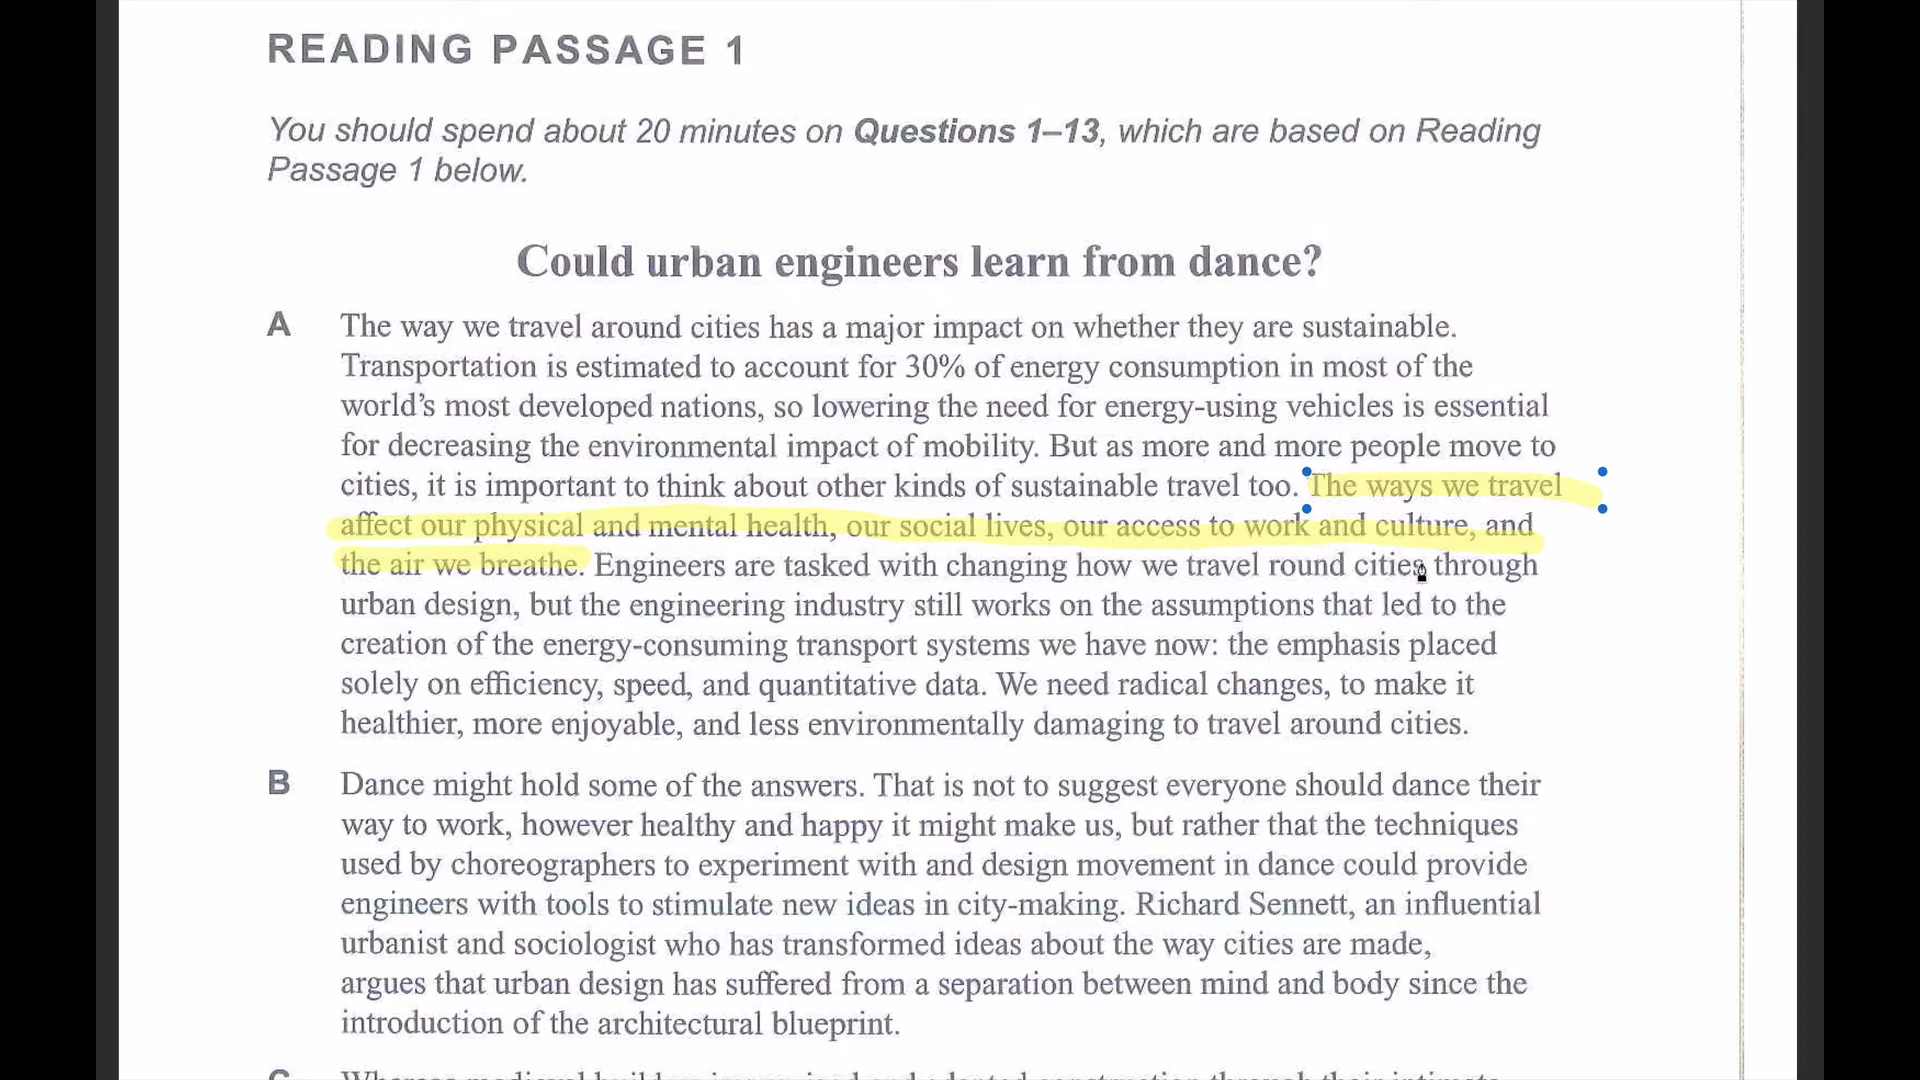 READING PASSAGE 1
You should spend about 20 minutes on Questions 1–13, which are based on Reading
Passage 1 below.
Could urban engineers learn from dance?
A The way we travel around cities has a major impact on whether they are sustainable.
Transportation is estimated to account for 30% of energy consumption in most of the
world’s most developed nations, so lowering the need for energy-using vehicles is essential
for decreasing the environmental impact of mobility. But as more and more people move to
cities, it is important to think about other kinds of sustainable travel too. The ways we travel
affect our physical and mental health, our social lives, our access to work and culture, and
the air we breathe. Engineers are tasked with changing how we travel round cities through
urban design, but the engineering industry still works on the assumptions that led to the
creation of the energy-consuming transport systems we have now: the emphasis placed
solely on efficiency, speed, and quantitative data. We need radical changes, to make it
healthier, more enjoyable, and less environmentally damaging to travel around cities.
B Dance might hold some of the answers. That is not to suggest everyone should dance their
way to work, however healthy and happy it might make us, but rather that the techniques
used by choreographers to experiment with and design movement in dance could provide
engineers with tools to stimulate new ideas in city-making. Richard Sennett, an influential
urbanist and sociologist who has transformed ideas about the way cities are made,
argues that urban design has suffered from a separation between mind and body since the
introduction of the architectural blueprint.